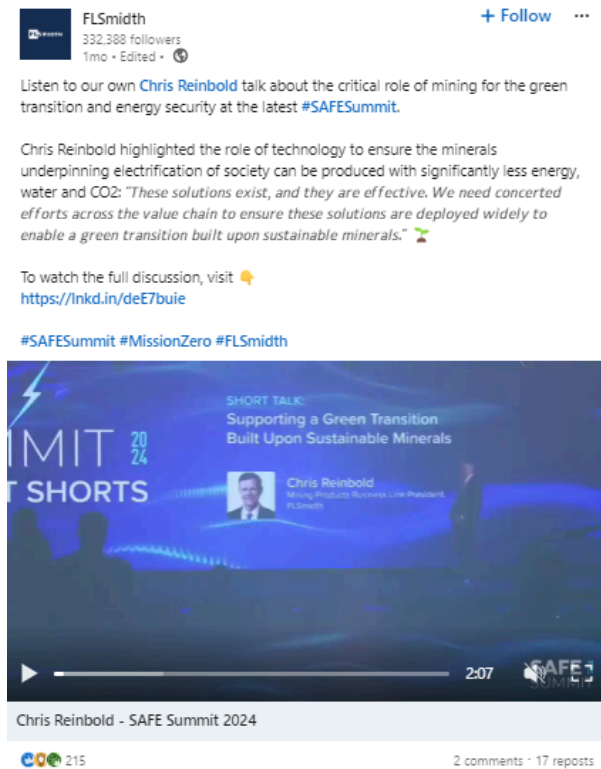 FLSmidth
+ Follow ...
FLSMIDTH
332,388 followers
1mo • Edited •
Listen to our own Chris Reinbold talk about the critical role of mining for the green
transition and energy security at the latest #SAFESummit.
Chris Reinbold highlighted the role of technology to ensure the minerals
underpinning electrification of society can be produced with significantly less energy,
water and CO2: "These solutions exist, and they are effective. We need concerted
efforts across the value chain to ensure these solutions are deployed widely to
enable a green transition built upon sustainable minerals." 🌱
To watch the full discussion, visit 👇
https://lnkd.in/deE7buie
#SAFESummit #MissionZero #FLSmidth
MMIT 20
24
T SHORTS
SHORT TALK:
Supporting a Green Transition
Built Upon Sustainable Minerals
Chris Reinbold
Mining Products Business Line President,
FLSmidth
2:07
SAFE
SUMMIT
Chris Reinbold - SAFE Summit 2024
215
2 comments · 17 reposts